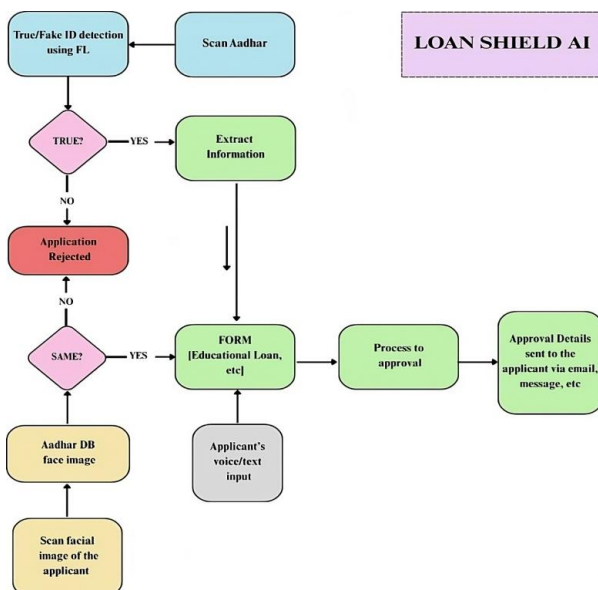 LOAN SHIELD AI
True/Fake ID detection
using FL
Scan Aadhar
TRUE?
YES
Extract
Information
NO
Application
Rejected
NO
SAME?
YES
FORM
[Educational Loan,
etc]
Process to
approval
Approval Details
sent to the
applicant via email,
message, etc
Aadhar DB
face image
Applicant's
voice/text
input
Scan facial
image of the
applicant